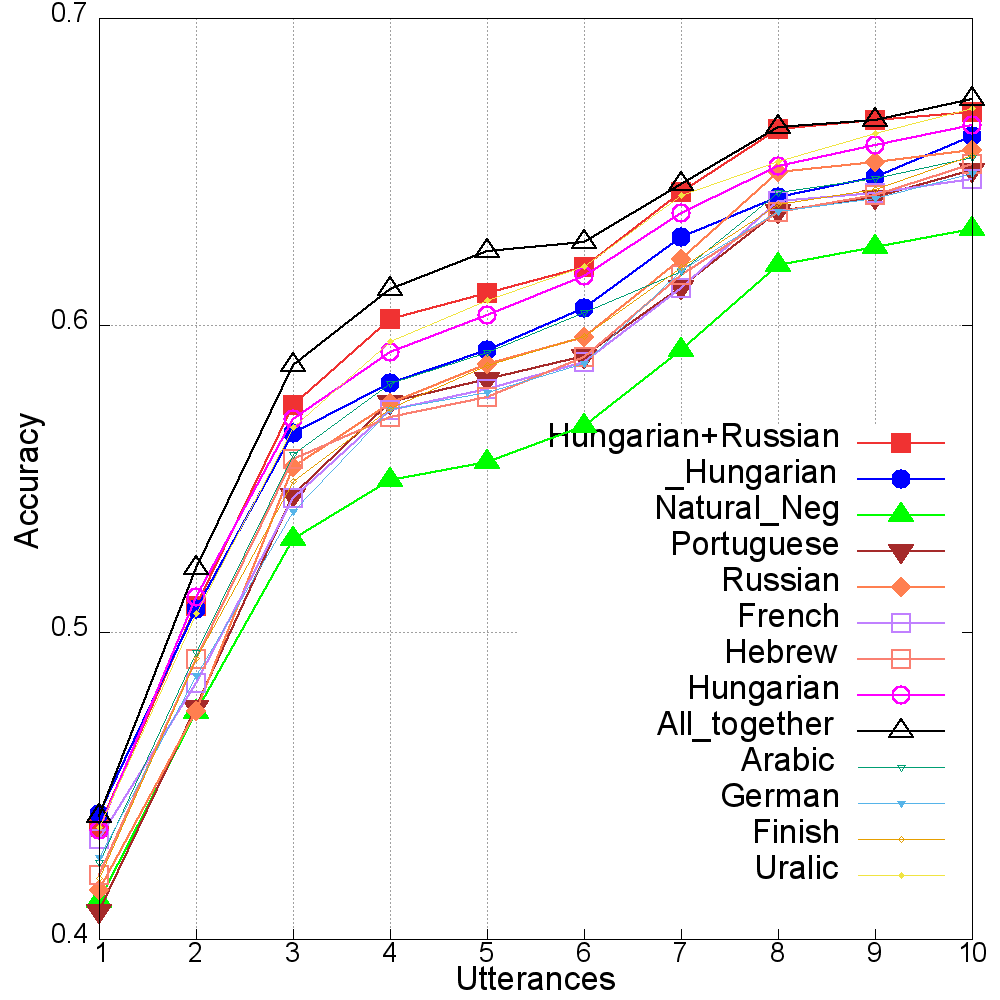 0.7
0.6
0.5
0.4
Accuracy
Hungarian+Russian
_Hungarian
Natural_Neg
Portuguese
Russian
French
Hebrew
Hungarian
All_together
Arabic
German
Finish
Uralic
1 2 3 4 5 6 7 8 9 10
Utterances